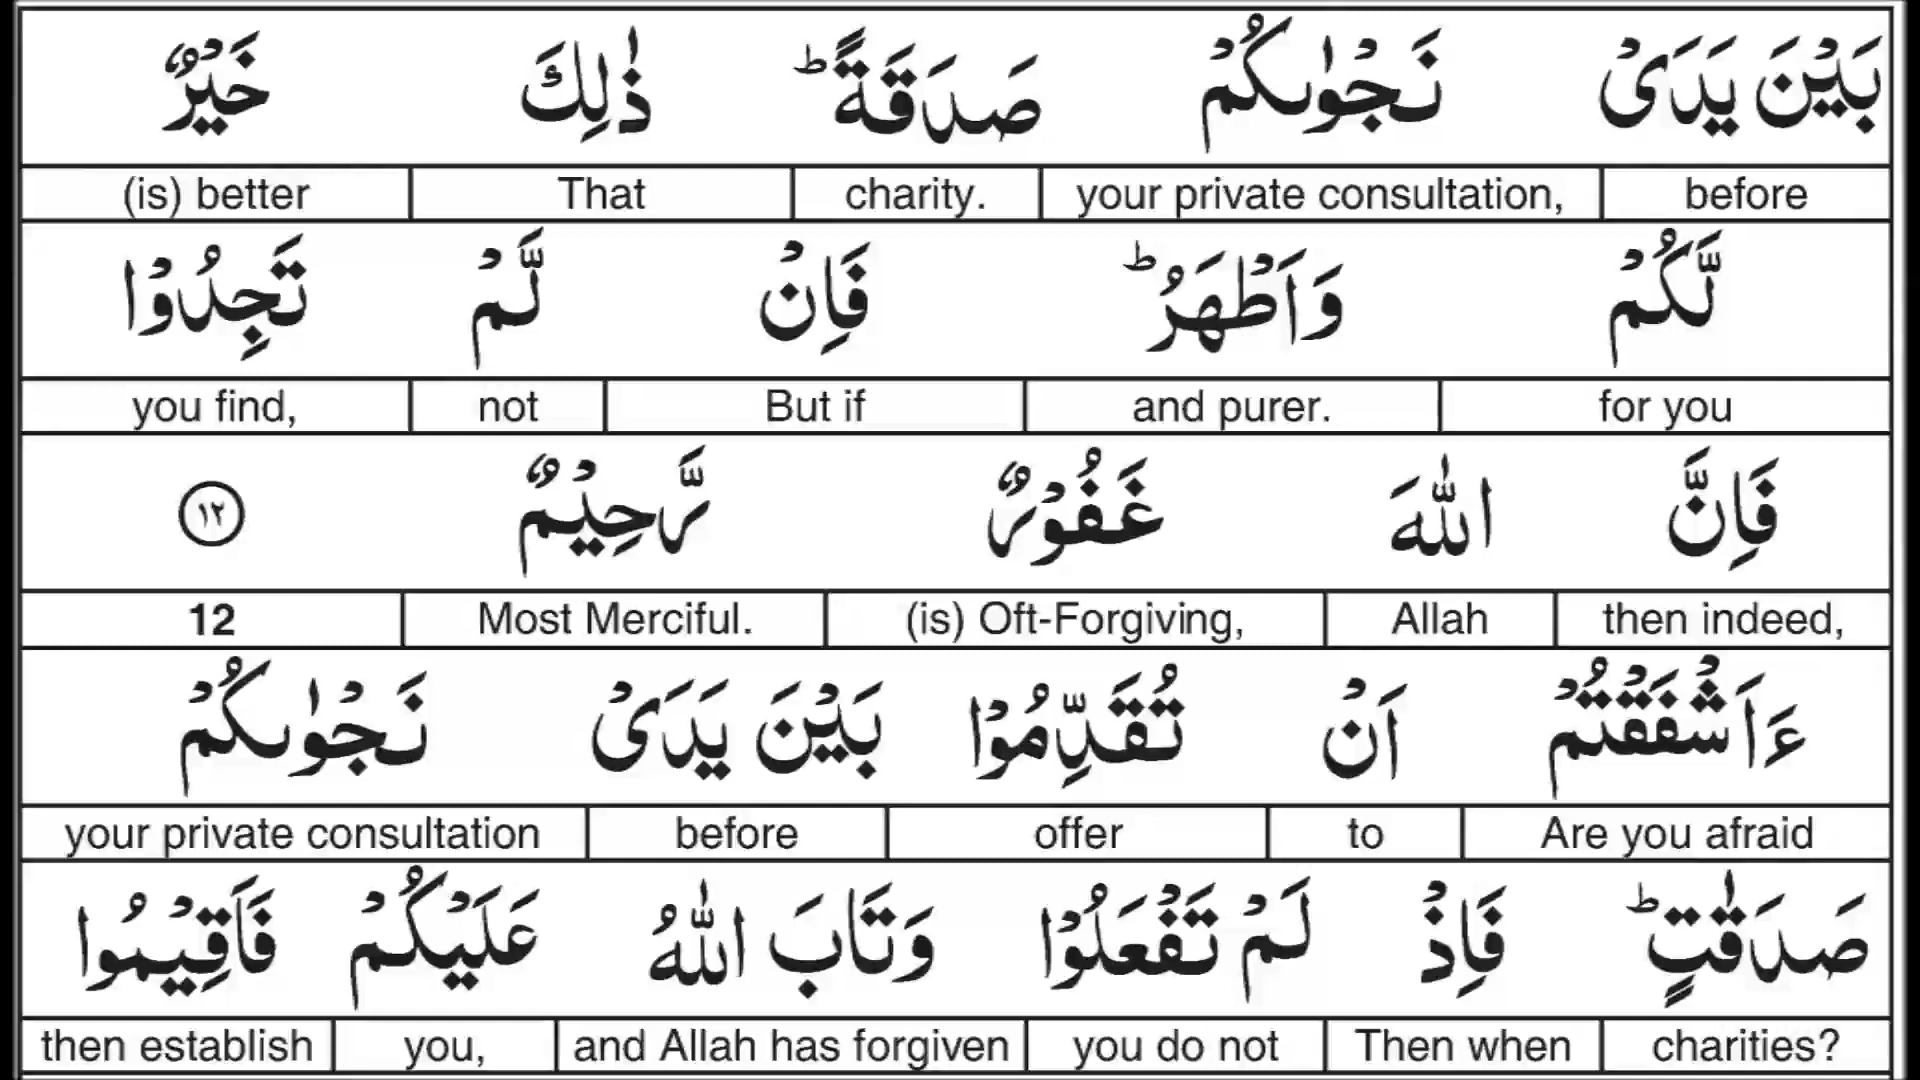 بَيْنَ يَدَىْ نَجْوٰىكُمْ صَدَقَةًؕ ذٰلِكَ خَيْرٌ
before your private consultation, charity. That (is) better
لَّكُمْ وَاَطْهَرُؕ فَاِنْ لَّمْ تَجِدُوْا
for you and purer. But if not you find,
فَاِنَّ اللّٰهَ غَفُوْرٌ رَّحِيْمٌ ١٢
then indeed, Allah (is) Oft-Forgiving, Most Merciful. 12
ءَاَشْفَقْتُمْ اَنْ تُقَدِّمُوْا بَيْنَ يَدَىْ نَجْوٰىكُمْ
Are you afraid to offer before your private consultation
صَدَقٰتٍؕ فَاِذْ لَمْ تَفْعَلُوْا وَتَابَ اللّٰهُ عَلَيْكُمْ فَاَقِيْمُوا
charities? Then when you do not and Allah has forgiven you, then establish